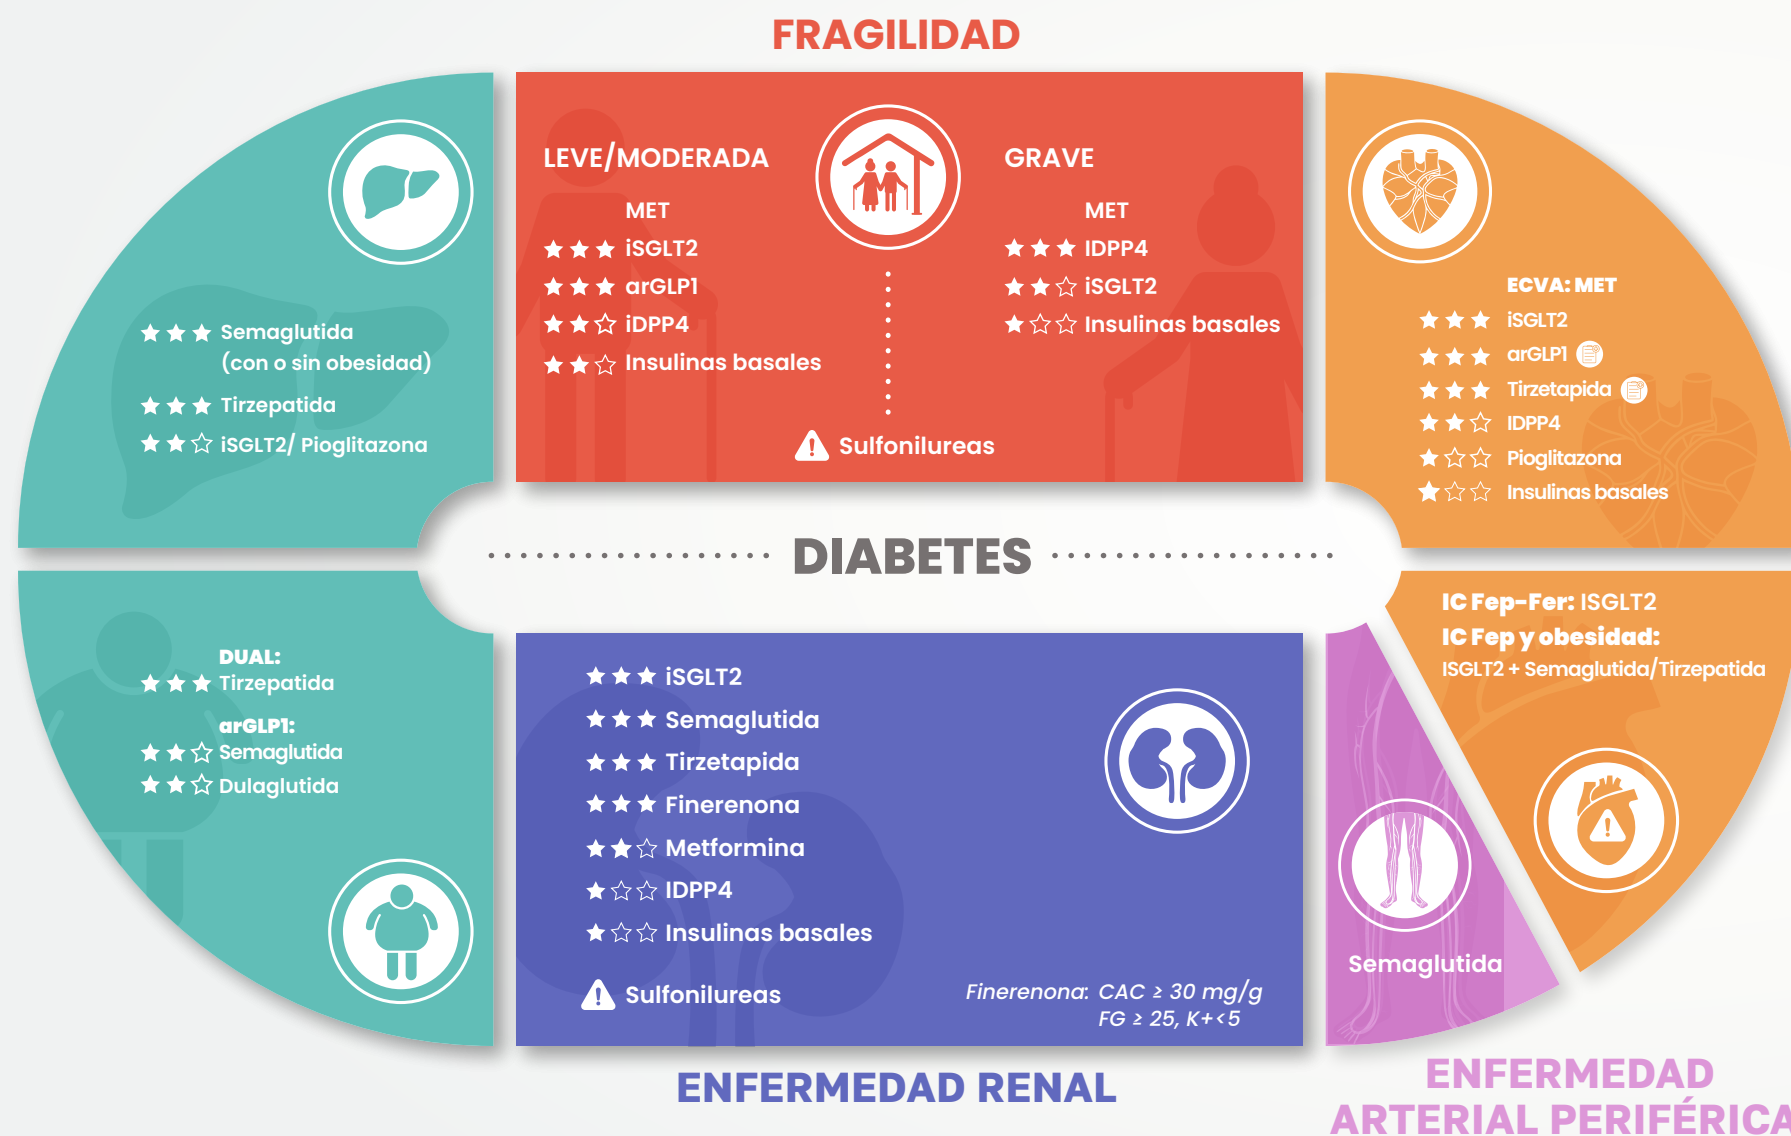 FRAGILIDAD
Semaglutida
(con o sin obesidad)
Tirzepatida
iSGLT2/ Pioglitazona
LEVE/MODERADA
MET
iSGLT2
arGLP1
iDPP4
Insulinas basales
GRAVE
MET
IDPP4
iSGLT2
Insulinas basales
Sulfonilureas
ECVA: MET
iSGLT2
arGLP1
Tirzetapida
IDPP4
Pioglitazona
Insulinas basales
DIABETES
DUAL:
Tirzepatida
arGLP1:
Semaglutida
Dulaglutida
iSGLT2
Semaglutida
Tirzetapida
Finerenona
Metformina
IDPP4
Insulinas basales
Sulfonilureas
Finerenona: CAC ≥ 30 mg/g
FG ≥ 25, K+<5
IC Fep-Fer: ISGLT2
IC Fep y obesidad:
ISGLT2 + Semaglutida/Tirzepatida
Semaglutida
ENFERMEDAD RENAL
ENFERMEDAD
ARTERIAL PERIFÉRICA